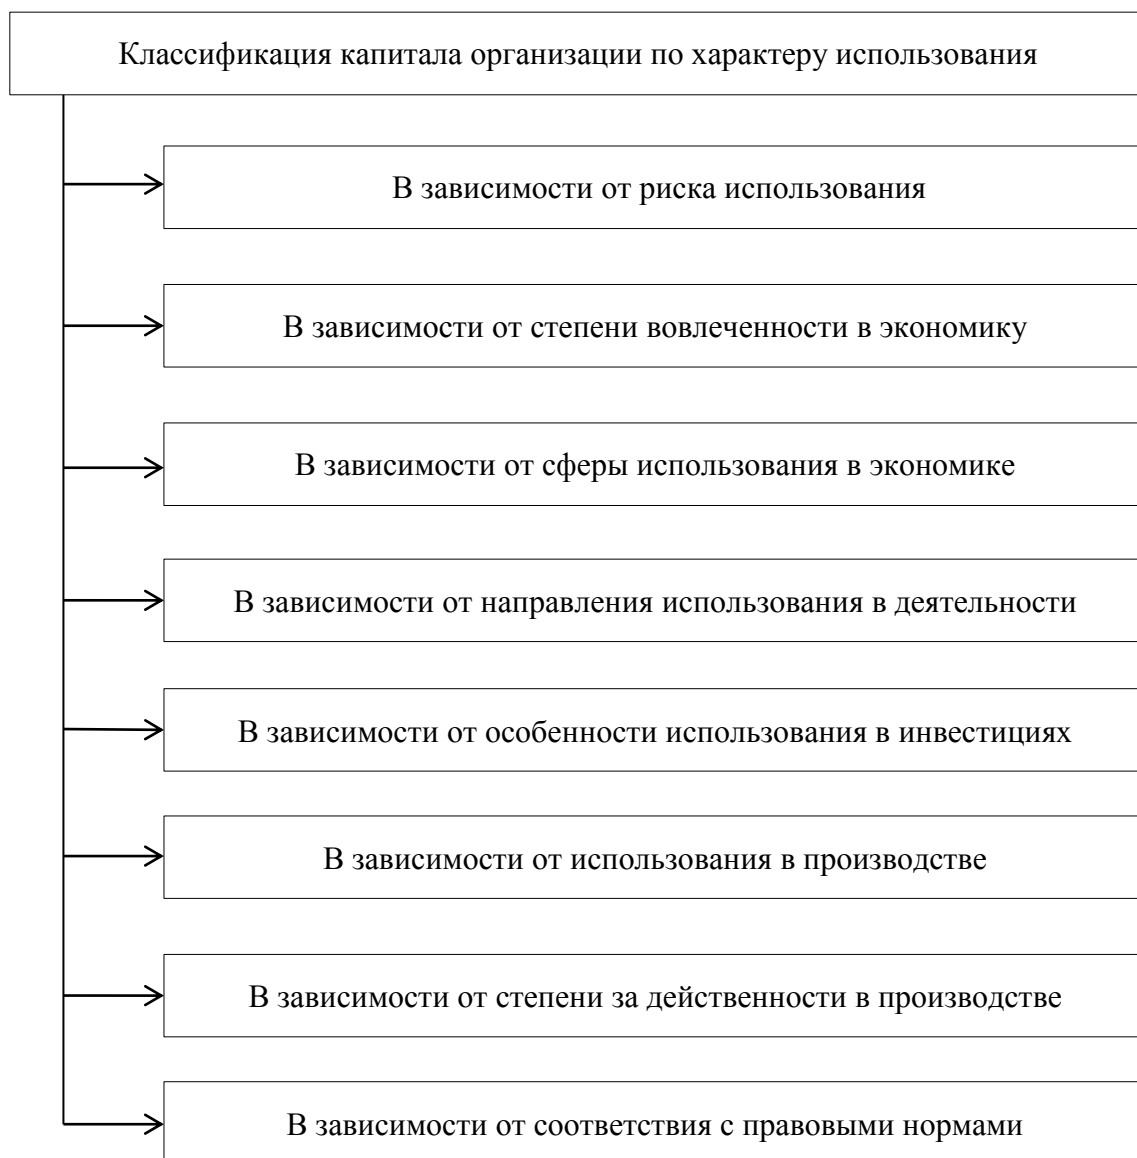 Классификация капитала организации по характеру использования
В зависимости от риска использования
В зависимости от степени вовлеченности в экономику
В зависимости от сферы использования в экономике
В зависимости от направления использования в деятельности
В зависимости от особенности использования в инвестициях
В зависимости от использования в производстве
В зависимости от степени за действенности в производстве
В зависимости от соответствия с правовыми нормами